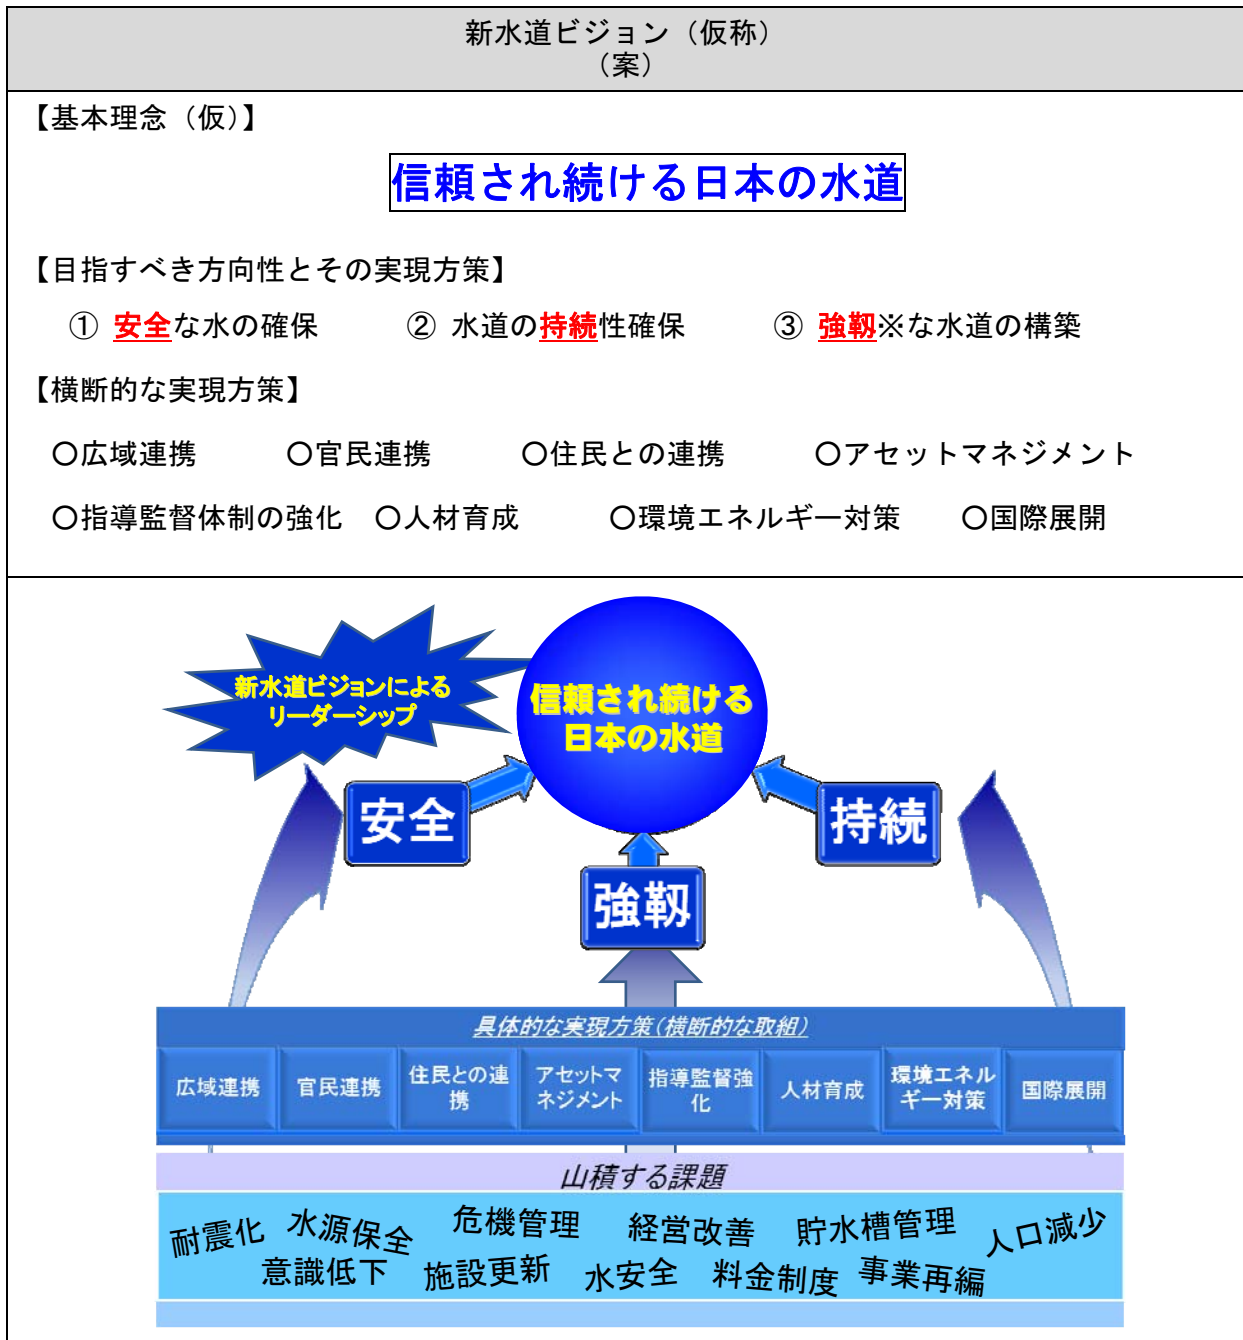 新水道ビジョン（仮称）
（案）
【基本理念（仮）】
信頼され続ける日本の水道
【目指すべき方向性とその実現方策】
① 安全な水の確保 ② 水道の持続性確保 ③ 強靱※な水道の構築
【横断的な実現方策】
○広域連携 ○官民連携 ○住民との連携 ○アセットマネジメント
○指導監督体制の強化 ○人材育成 ○環境エネルギー対策 ○国際展開
新水道ビジョンによる
リーダーシップ
信頼され続ける
日本の水道
安全
持続
強靱
具体的な実現方策（横断的な取組）
広域連携
官民連携
住民との連
携
アセットマ
ネジメント
指導監督強
化
人材育成
環境エネル
ギー対策
国際展開
山積する課題
耐震化 水源保全 危機管理 経営改善 貯水槽管理 人口減少
意識低下 施設更新 水安全 料金制度 事業再編